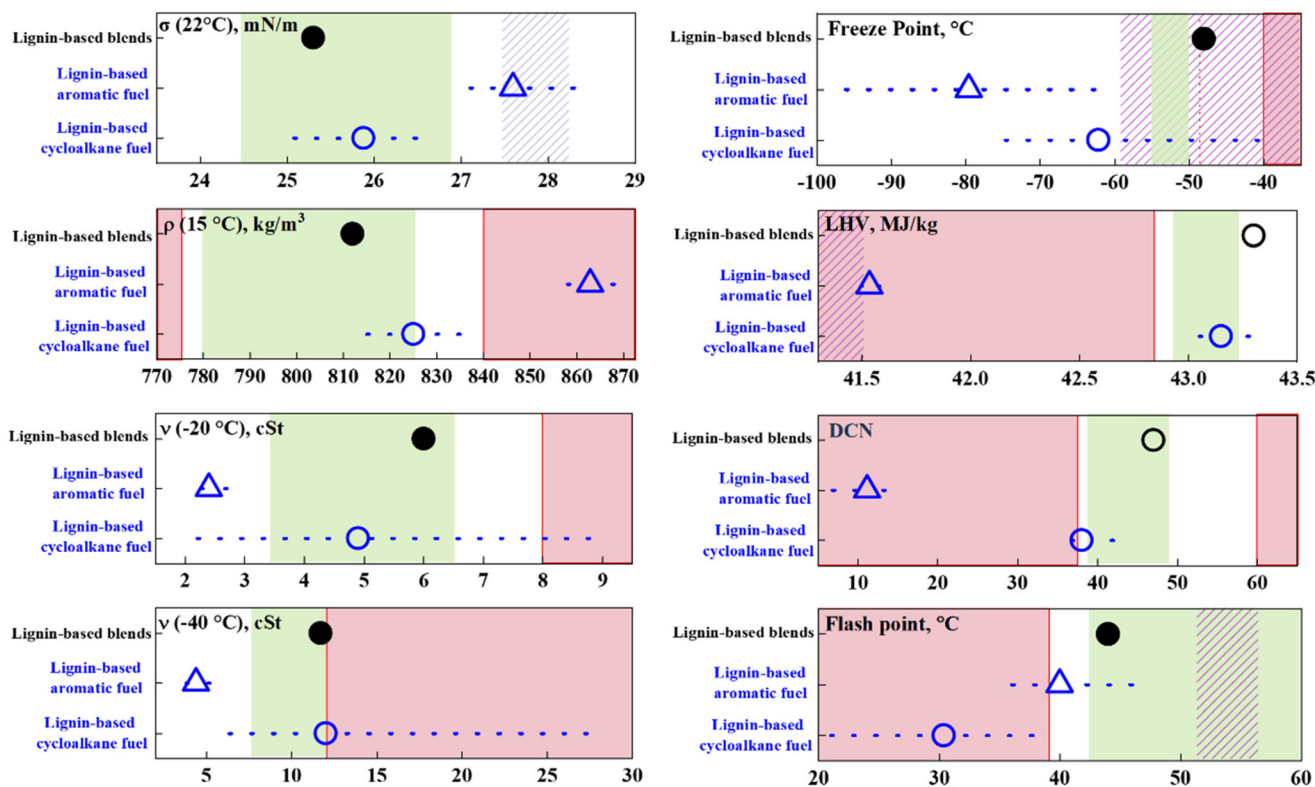 σ (22°C), mN/m
Lignin-based blends
Lignin-based
aromatic fuel
Lignin-based
cycloalkane fuel
24 25 26 27 28 29
ρ (15 °C), kg/m³
Lignin-based blends
Lignin-based
aromatic fuel
Lignin-based
cycloalkane fuel
770 780 790 800 810 820 830 840 850 860 870
ν (-20 °C), cSt
Lignin-based blends
Lignin-based
aromatic fuel
Lignin-based
cycloalkane fuel
2 3 4 5 6 7 8 9
ν (-40 °C), cSt
Lignin-based blends
Lignin-based
aromatic fuel
Lignin-based
cycloalkane fuel
5 10 15 20 25 30
Freeze Point, °C
Lignin-based blends
Lignin-based
aromatic fuel
Lignin-based
cycloalkane fuel
-100 -90 -80 -70 -60 -50 -40
LHV, MJ/kg
Lignin-based blends
Lignin-based
aromatic fuel
Lignin-based
cycloalkane fuel
41.5 42.0 42.5 43.0 43.5
DCN
Lignin-based blends
Lignin-based
aromatic fuel
Lignin-based
cycloalkane fuel
10 20 30 40 50 60
Flash point, °C
Lignin-based blends
Lignin-based
aromatic fuel
Lignin-based
cycloalkane fuel
20 30 40 50 60